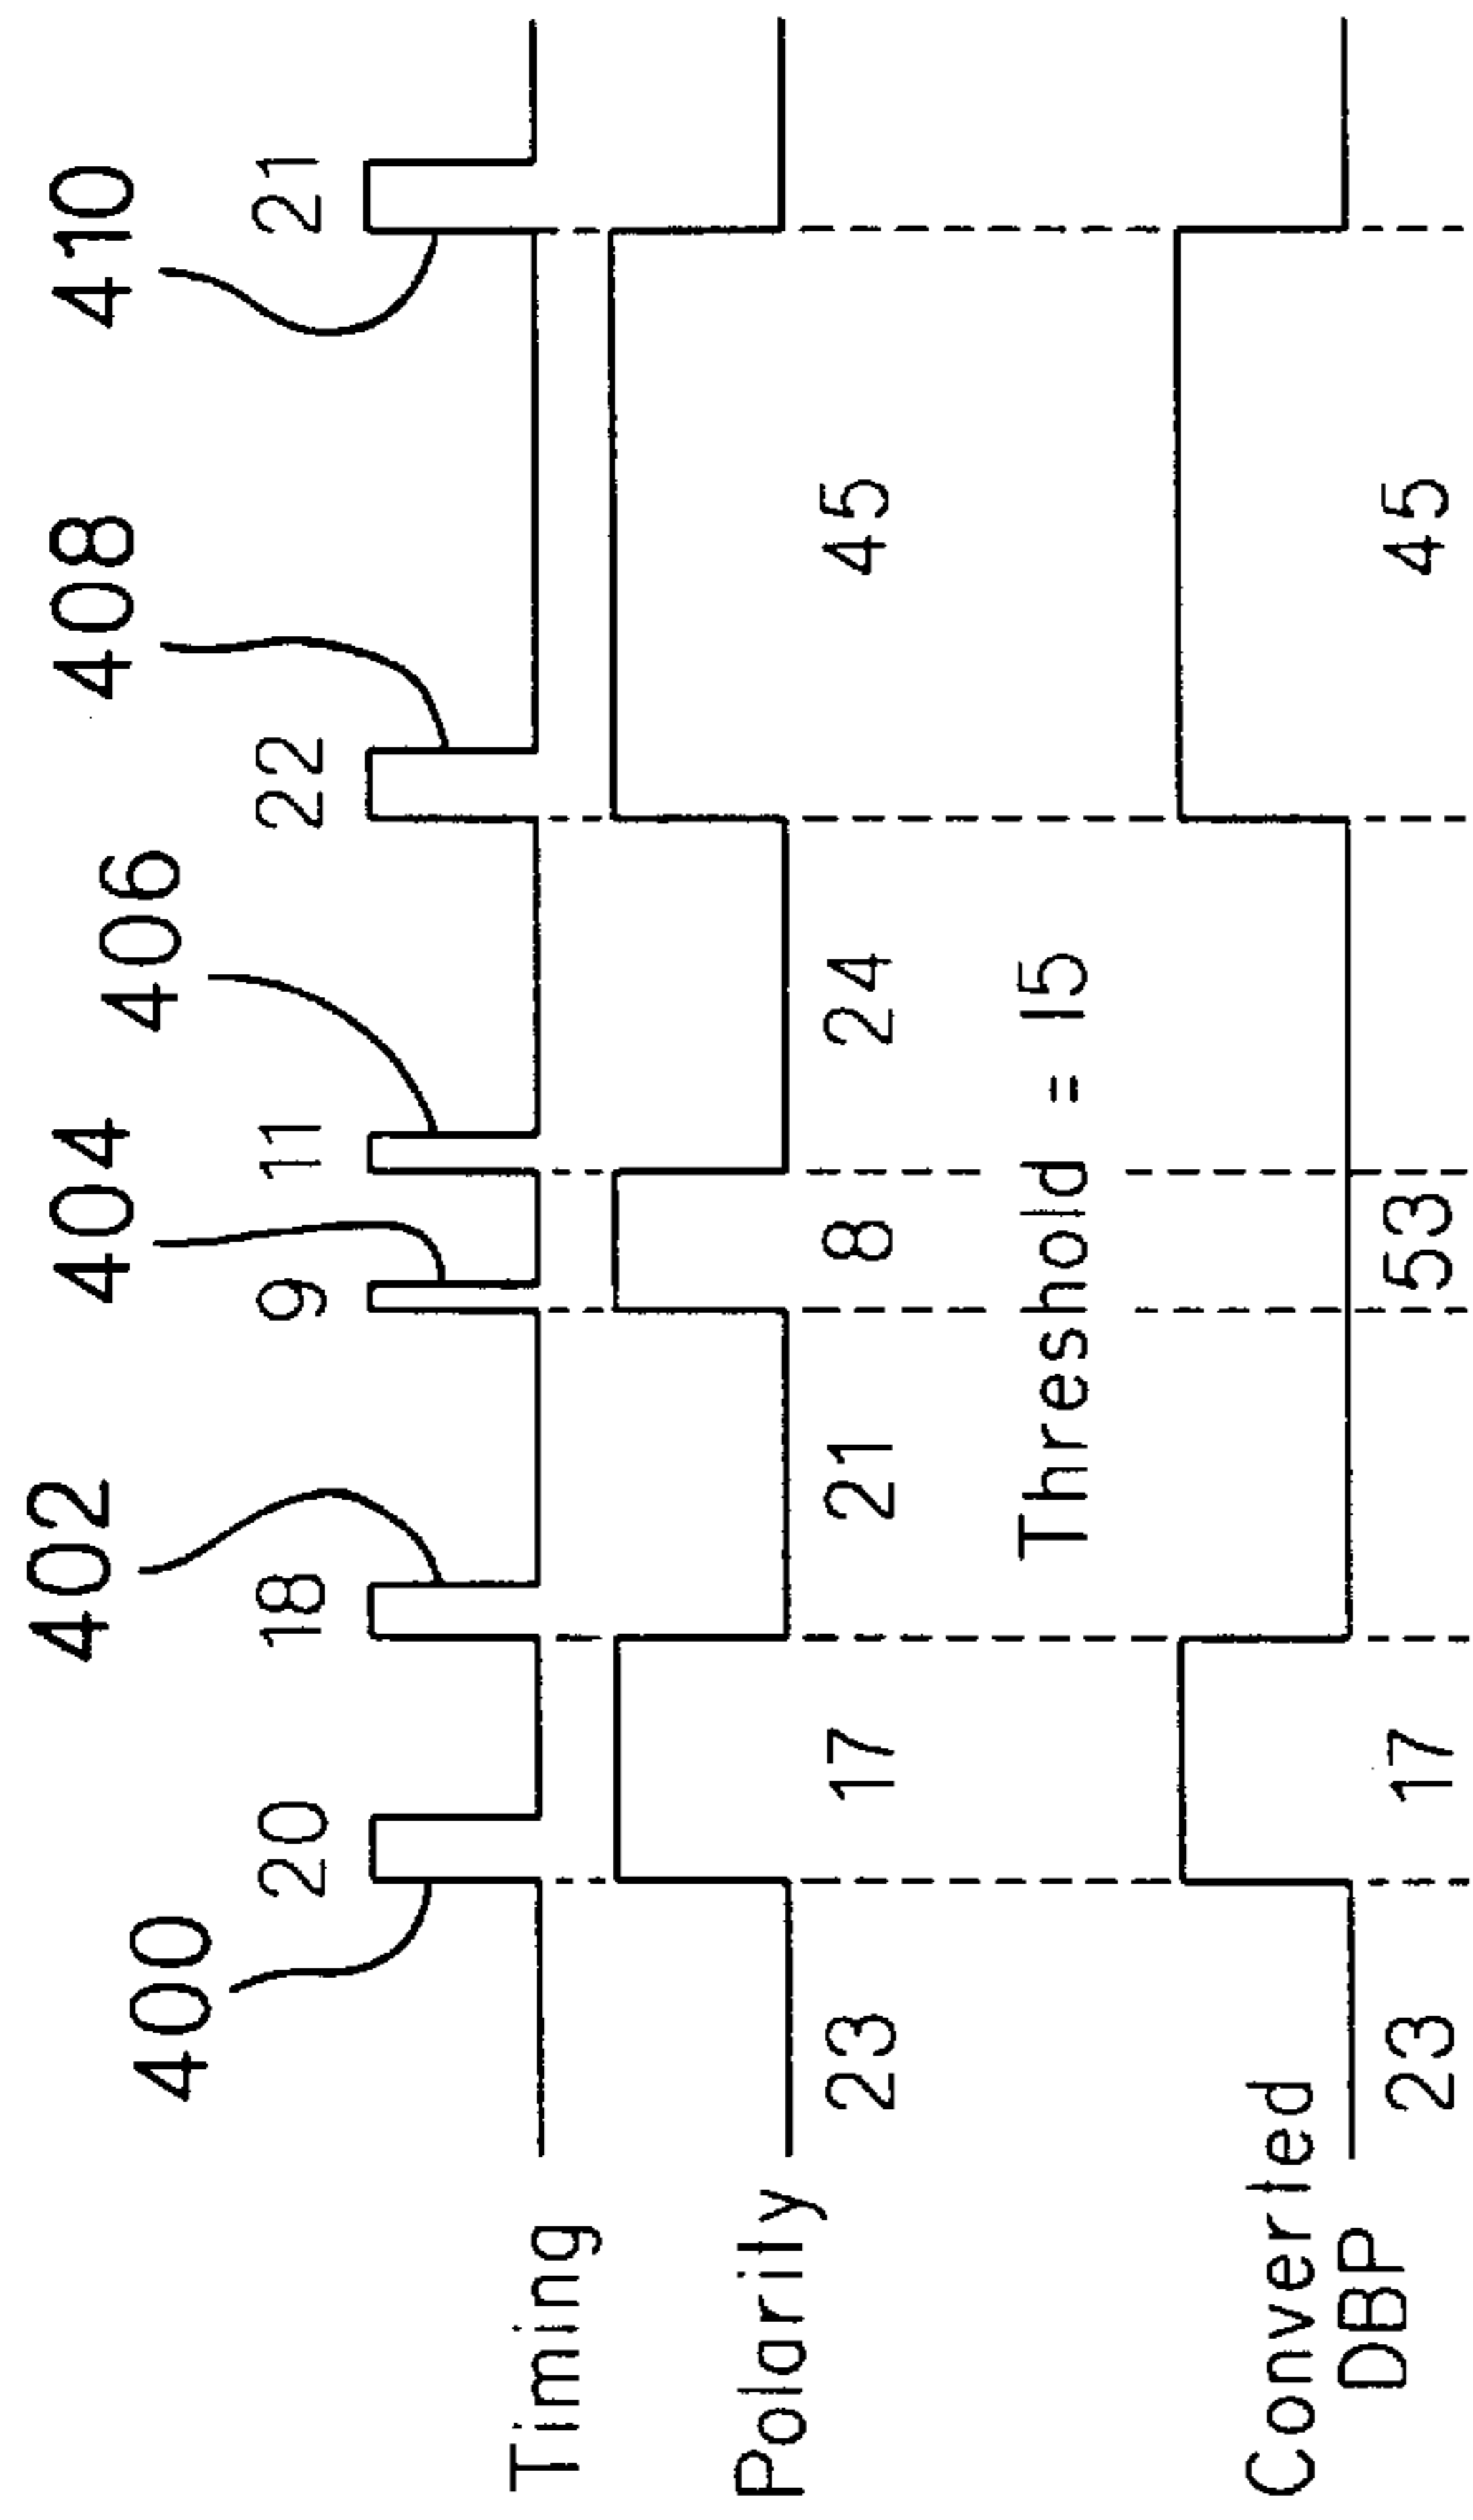 400 402 404 406 408 410
20 18 9 11 22 21
Timing
Polarity
23 17 21 8 24 45
Threshold = 15
Converted
DBP
23 17 53 45